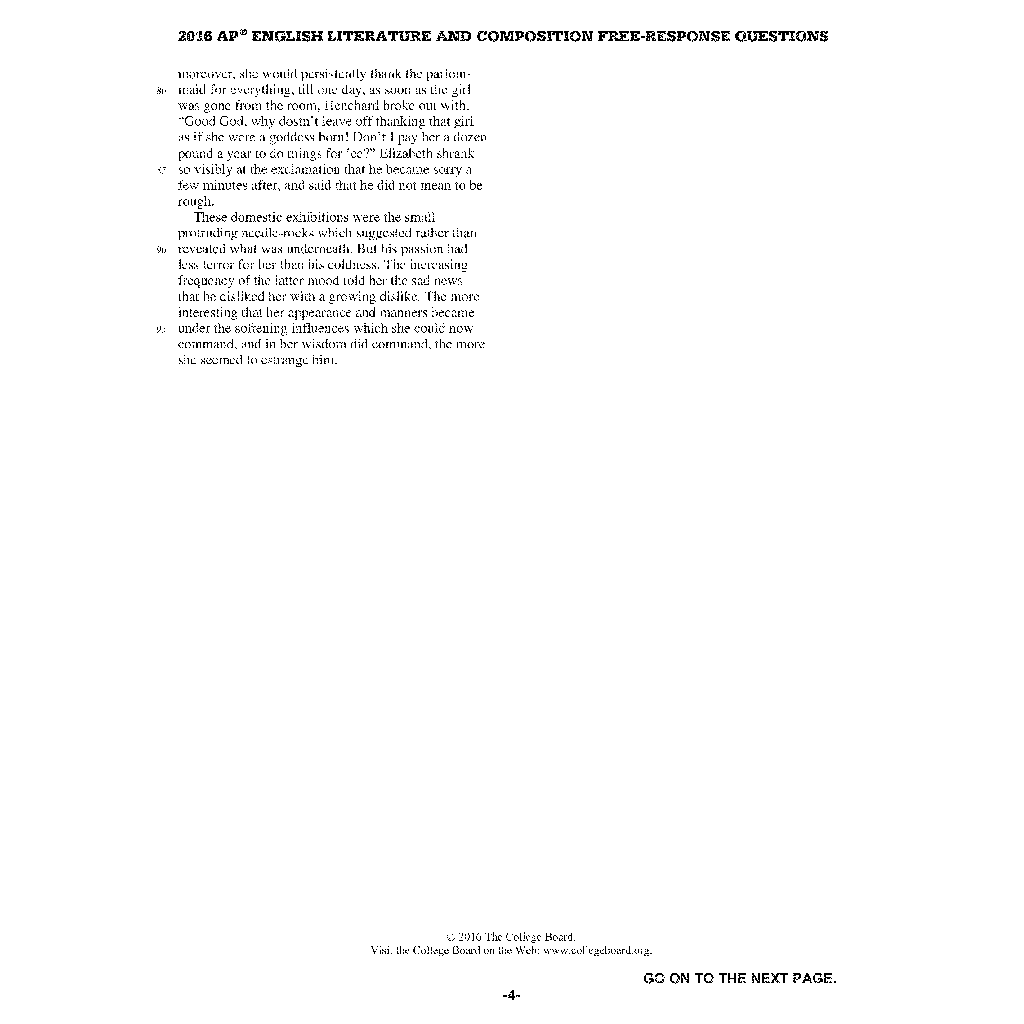 2016 AP® ENGLISH LITERATURE AND COMPOSITION FREE-RESPONSE QUESTIONS
moreover, she would persistently thank the parlour-
80 maid for everything, till one day, as soon as the girl
was gone from the room, Henchard broke out with,
“Good God, why dostn’t leave off thanking that girl
as if she were a goddess born! Don’t I pay her a dozen
pound a year to do things for ’ee?” Elizabeth shrank
85 so visibly at the exclamation that he became sorry a
few minutes after, and said that he did not mean to be
rough.
These domestic exhibitions were the small
protruding needle-rocks which suggested rather than
90 revealed what was underneath. But his passion had
less terror for her than his coldness. The increasing
frequency of the latter mood told her the sad news
that he disliked her with a growing dislike. The more
interesting that her appearance and manners became
95 under the softening influences which she could now
command, and in her wisdom did command, the more
she seemed to estrange him.
© 2016 The College Board.
Visit the College Board on the Web: www.collegeboard.org.
GO ON TO THE NEXT PAGE.
-4-